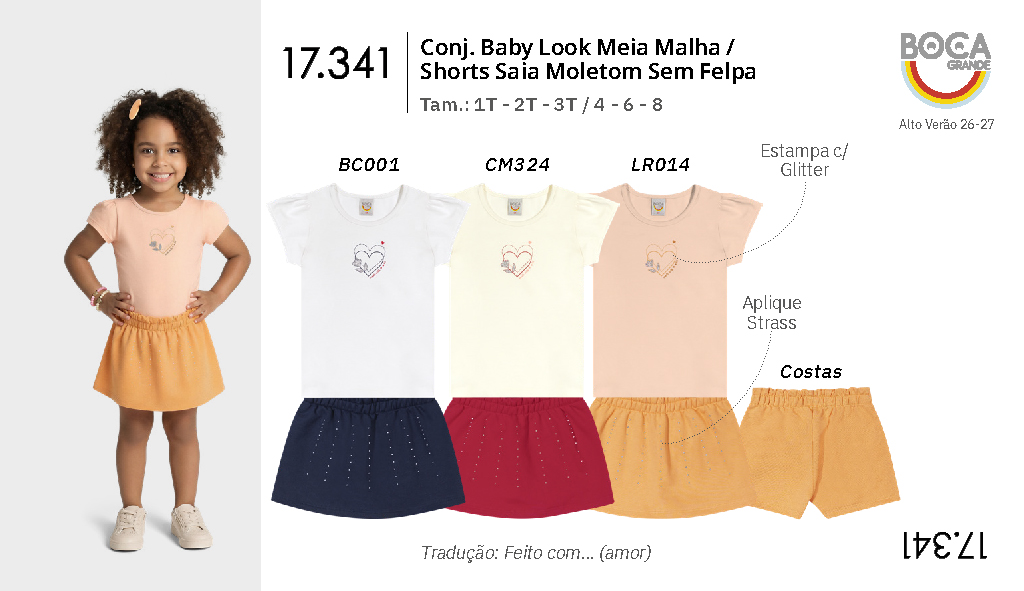 17.341
Conj. Baby Look Meia Malha /
Shorts Saia Moletom Sem Felpa
Tam.: 1T - 2T - 3T / 4 - 6 - 8
BOCA
GRANDE
Alto Verão 26-27
BC001
CM324
LR014
Estampa c/
Glitter
Aplique
Strass
Costas
Tradução: Feito com... (amor)
17.341